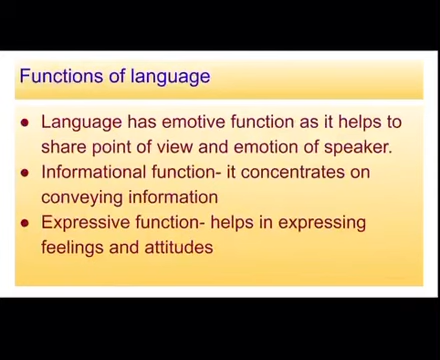 Functions of language
● Language has emotive function as it helps to
share point of view and emotion of speaker.
● Informational function- it concentrates on
conveying information
● Expressive function- helps in expressing
feelings and attitudes